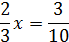 2/3 x = 3/10